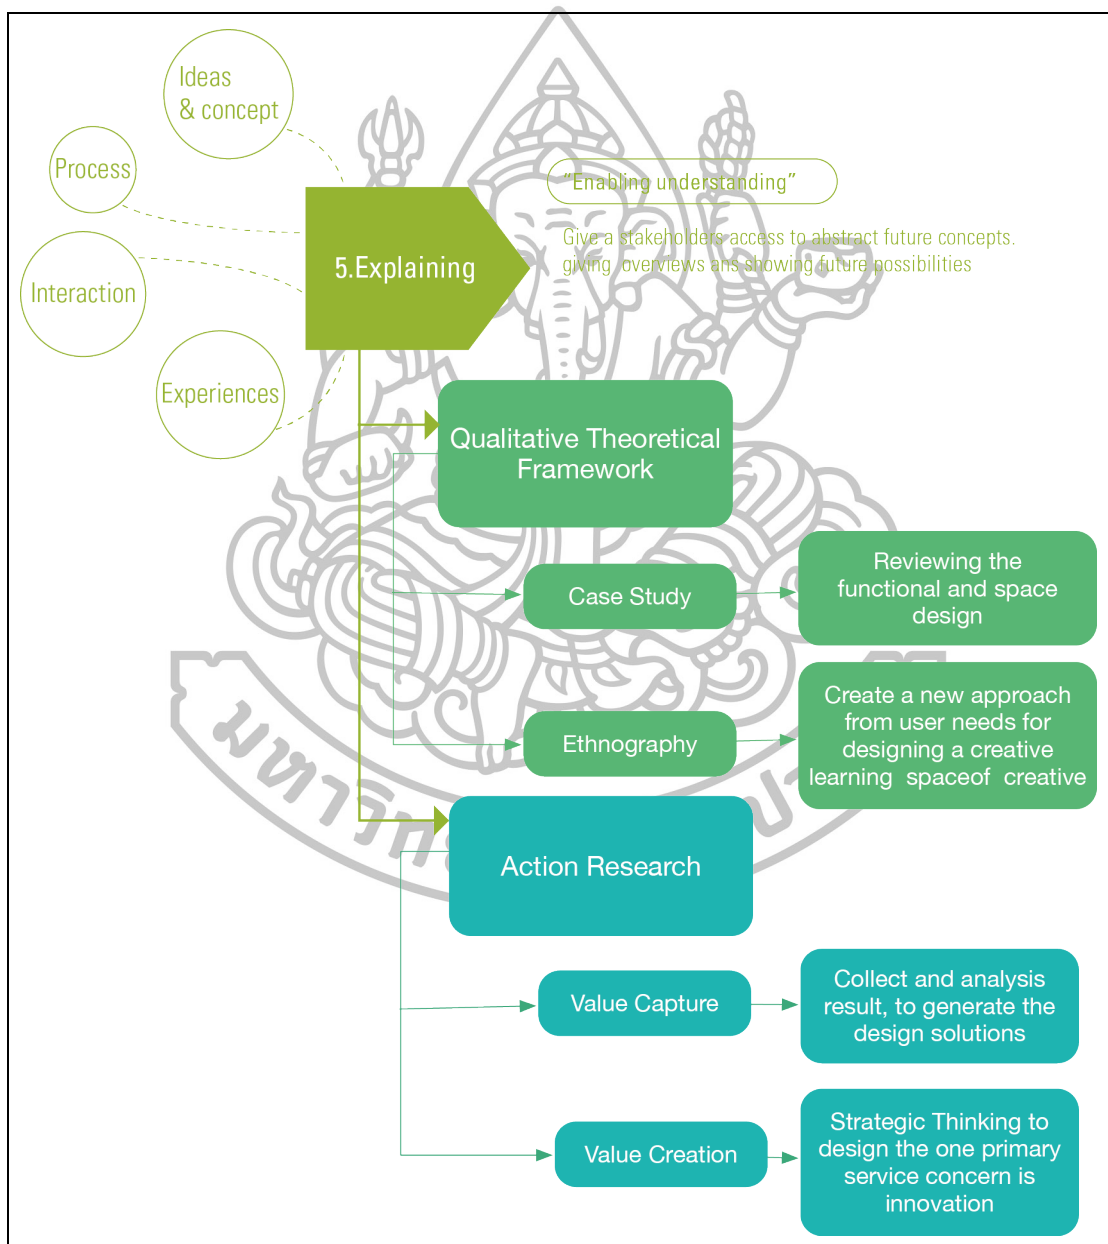 Ideas
& concept
Process
Interaction
Experiences
5.Explaining
"Enabling understanding"
Give a stakeholders access to abstract future concepts.
giving overviews ans showing future possibilities
Qualitative Theoretical
Framework
Case Study
Reviewing the
functional and space
design
Ethnography
Create a new approach
from user needs for
designing a creative
learning spaceof creative
Action Research
Value Capture
Collect and analysis
result, to generate the
design solutions
Value Creation
Strategic Thinking to
design the one primary
service concern is
innovation